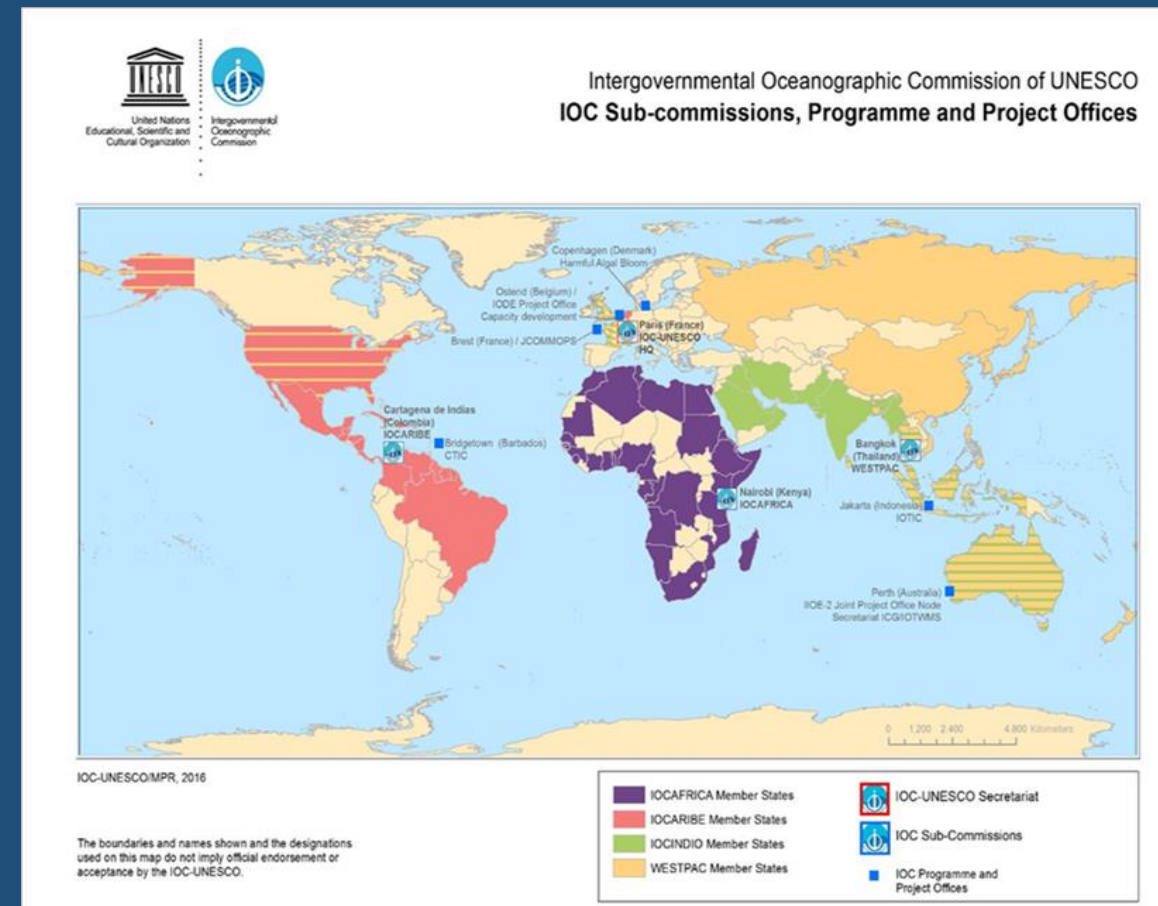 UNESCO
United Nations
Educational, Scientific and
Cultural Organization
Intergovernmental
Oceanographic
Commission
Intergovernmental Oceanographic Commission of UNESCO
IOC Sub-commissions, Programme and Project Offices
Copenhagen (Denmark)
Harmful Algal Bloom
Ostend (Belgium) /
IODE Project Office
Capacity development
Brest (France) / JCOMMOPS
Paris (France)
IOC-UNESCO
HQ
Cartagena de Indias
(Colombia)
IOCARIBE
Bridgetown (Barbados)
CTIC
Nairobi (Kenya)
IOCAFRICA
Bangkok
(Thailand)
WESTPAC
Jakarta (Indonesia)
IOTIC
Perth (Australia)
IIOE-2 Joint Project Office Node
Secretariat ICG/IOTWMS
0 1,200 2,400 4,800 Kilometers
IOC-UNESCO/MPR, 2016
The boundaries and names shown and the designations
used on this map do not imply official endorsement or
acceptance by the IOC-UNESCO.
IOCAFRICA Member States
IOCARIBE Member States
IOCINDIO Member States
WESTPAC Member States
IOC-UNESCO Secretariat
IOC Sub-Commissions
IOC Programme and
Project Offices